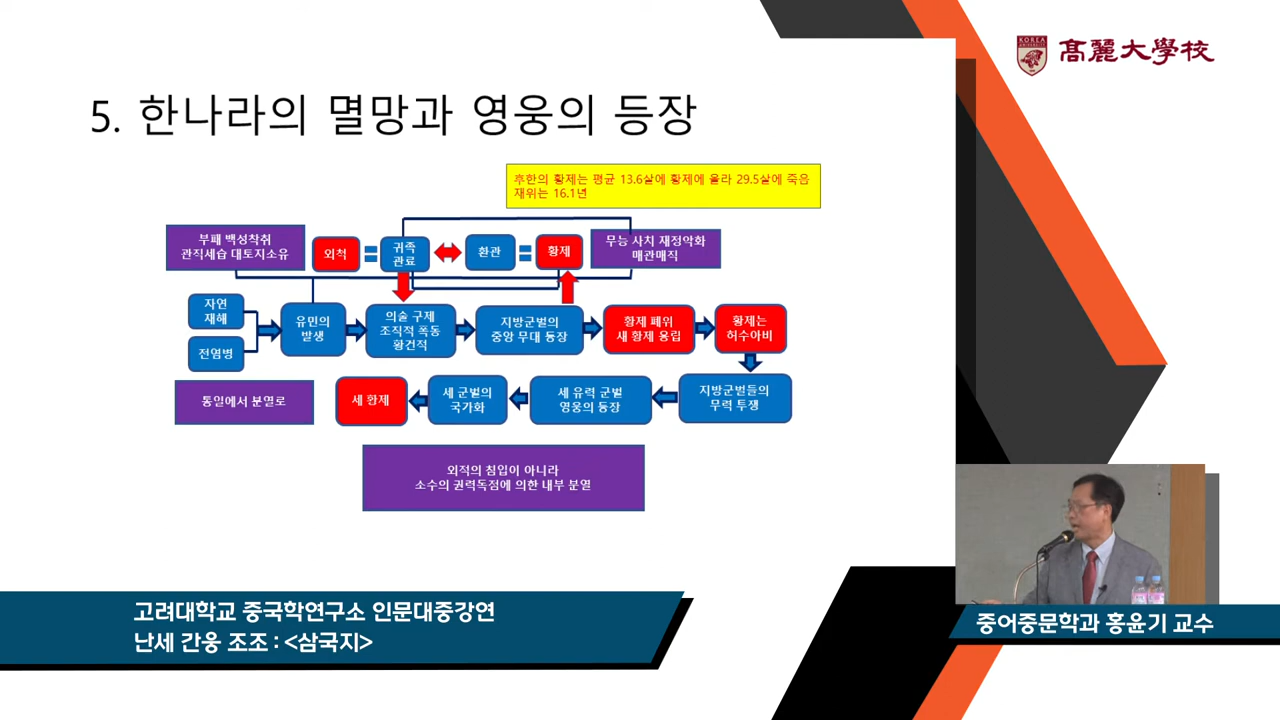 KOREA
UNIVERSITY
高麗大學校
5. 한나라의 멸망과 영웅의 등장
후한의 황제는 평균 13.6살에 황제에 올라 29.5살에 죽음
재위는 16.1년
부패 백성착취
관직세습 대토지소유
외척
귀족
관료
환관
황제
무능 사치 재정악화
매관매직
자연
재해
전염병
유민의
발생
의술 구제
조직적 폭동
황건적
지방군벌의
중앙 무대 등장
황제 폐위
새 황제 옹립
황제는
허수아비
통일에서 분열로
세 황제
세 군벌의
국가화
세 유력 군벌
영웅의 등장
지방군벌들의
무력 투쟁
외적의 침입이 아니라
소수의 권력독점에 의한 내부 분열
고려대학교 중국학연구소 인문대중강연
난세 간웅 조조 : <삼국지>
중어중문학과 홍윤기 교수